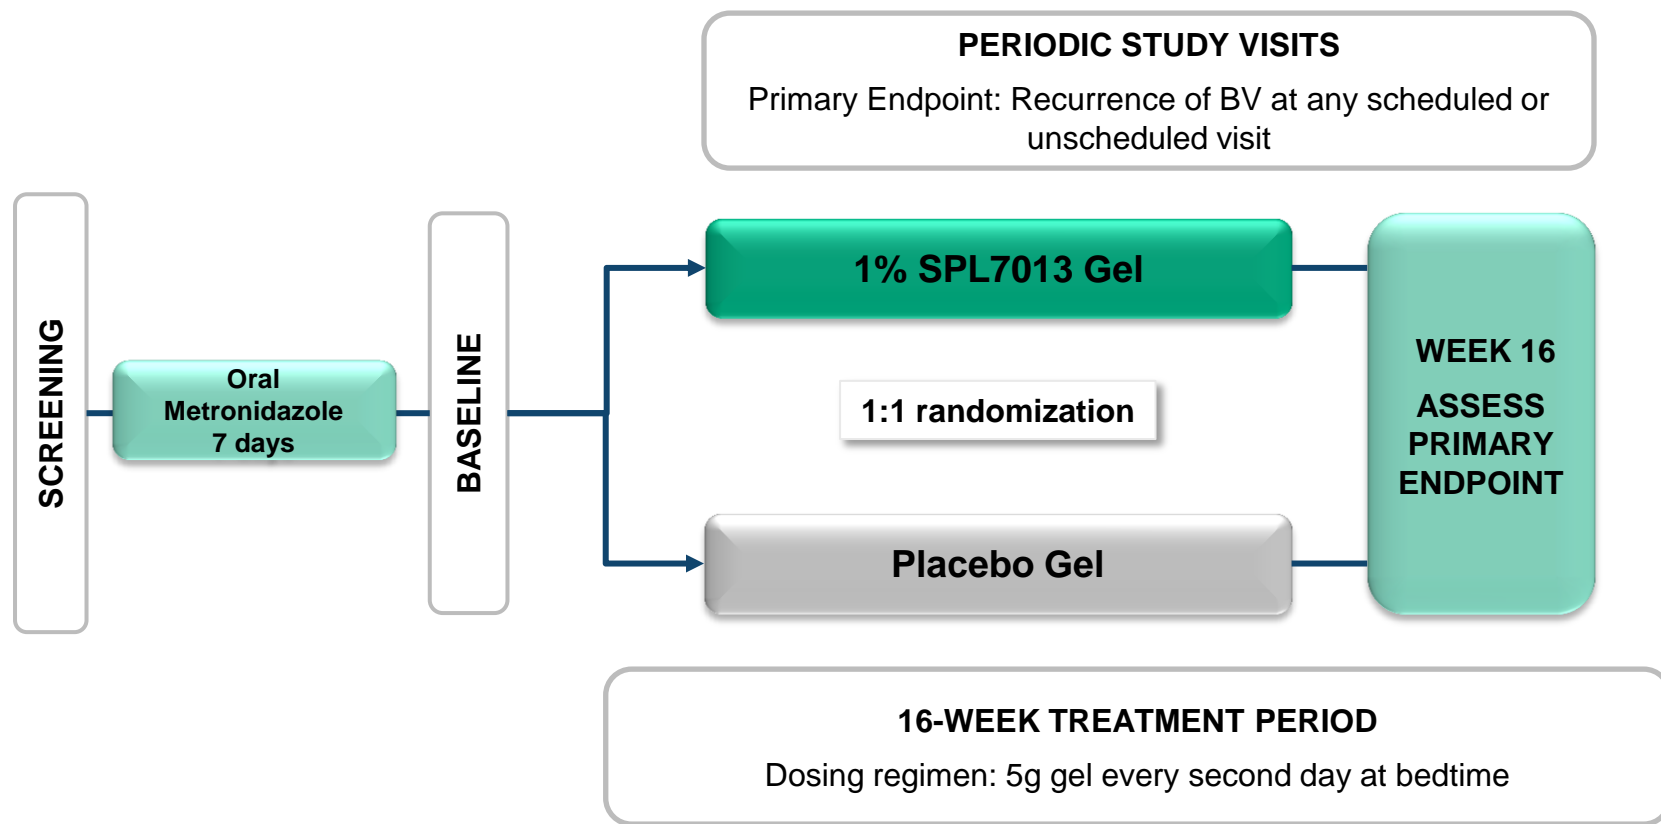 PERIODIC STUDY VISITS
Primary Endpoint: Recurrence of BV at any scheduled or
unscheduled visit
SCREENING
Oral
Metronidazole
7 days
BASELINE
1% SPL7013 Gel
1:1 randomization
Placebo Gel
WEEK 16
ASSESS
PRIMARY
ENDPOINT
16-WEEK TREATMENT PERIOD
Dosing regimen: 5g gel every second day at bedtime